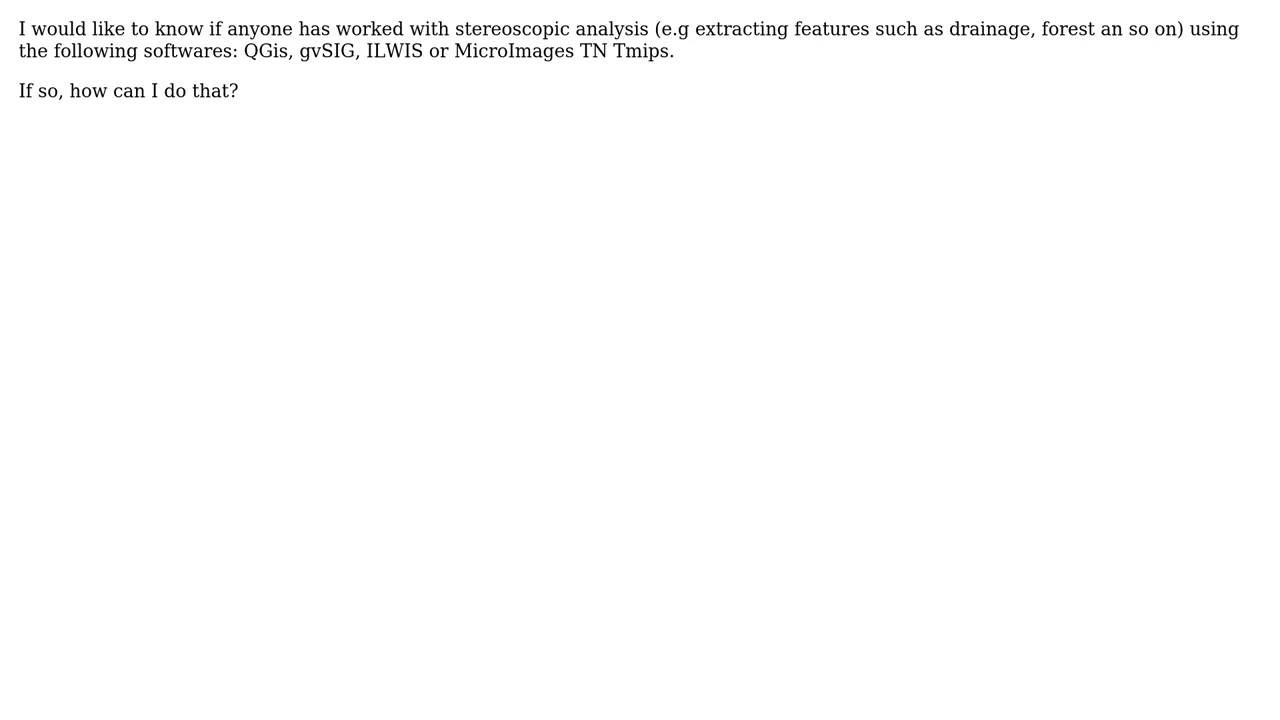 I would like to know if anyone has worked with stereoscopic analysis (e.g extracting features such as drainage, forest an so on) using
the following softwares: QGis, gvSIG, ILWIS or MicroImages TN Tmips.
If so, how can I do that?